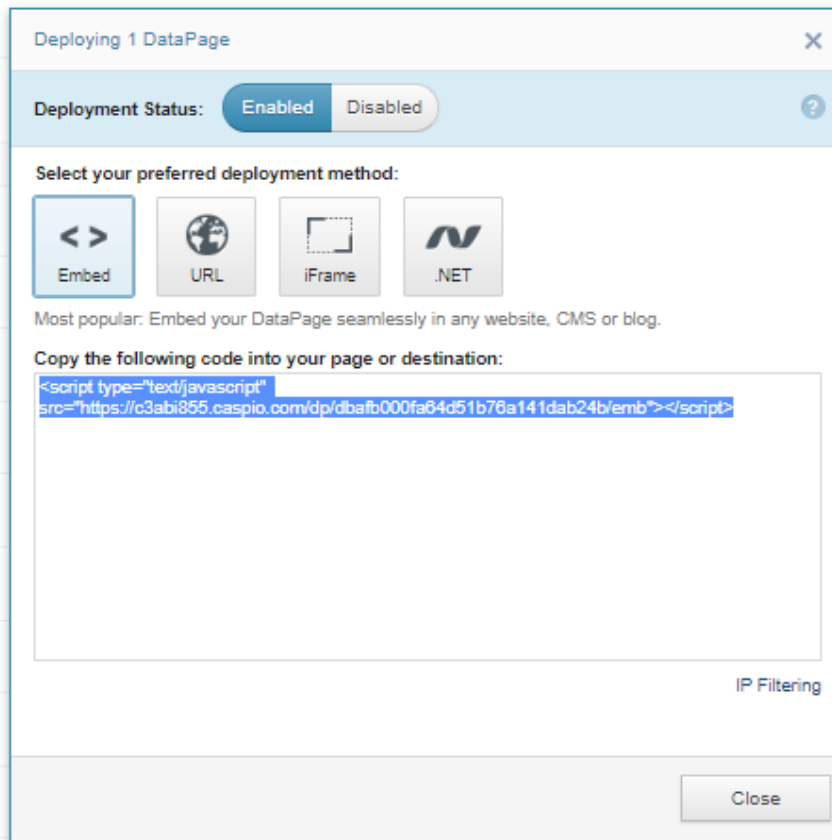 Deploying 1 DataPage
Deployment Status: Enabled Disabled
Select your preferred deployment method:
Embed URL iFrame .NET
Most popular: Embed your DataPage seamlessly in any website, CMS or blog.
Copy the following code into your page or destination:
<script type="text/javascript"
src="https://c3abi855.caspio.com/dp/dbafb000fa64d51b76a141dab24b/emb"></script>
IP Filtering
Close